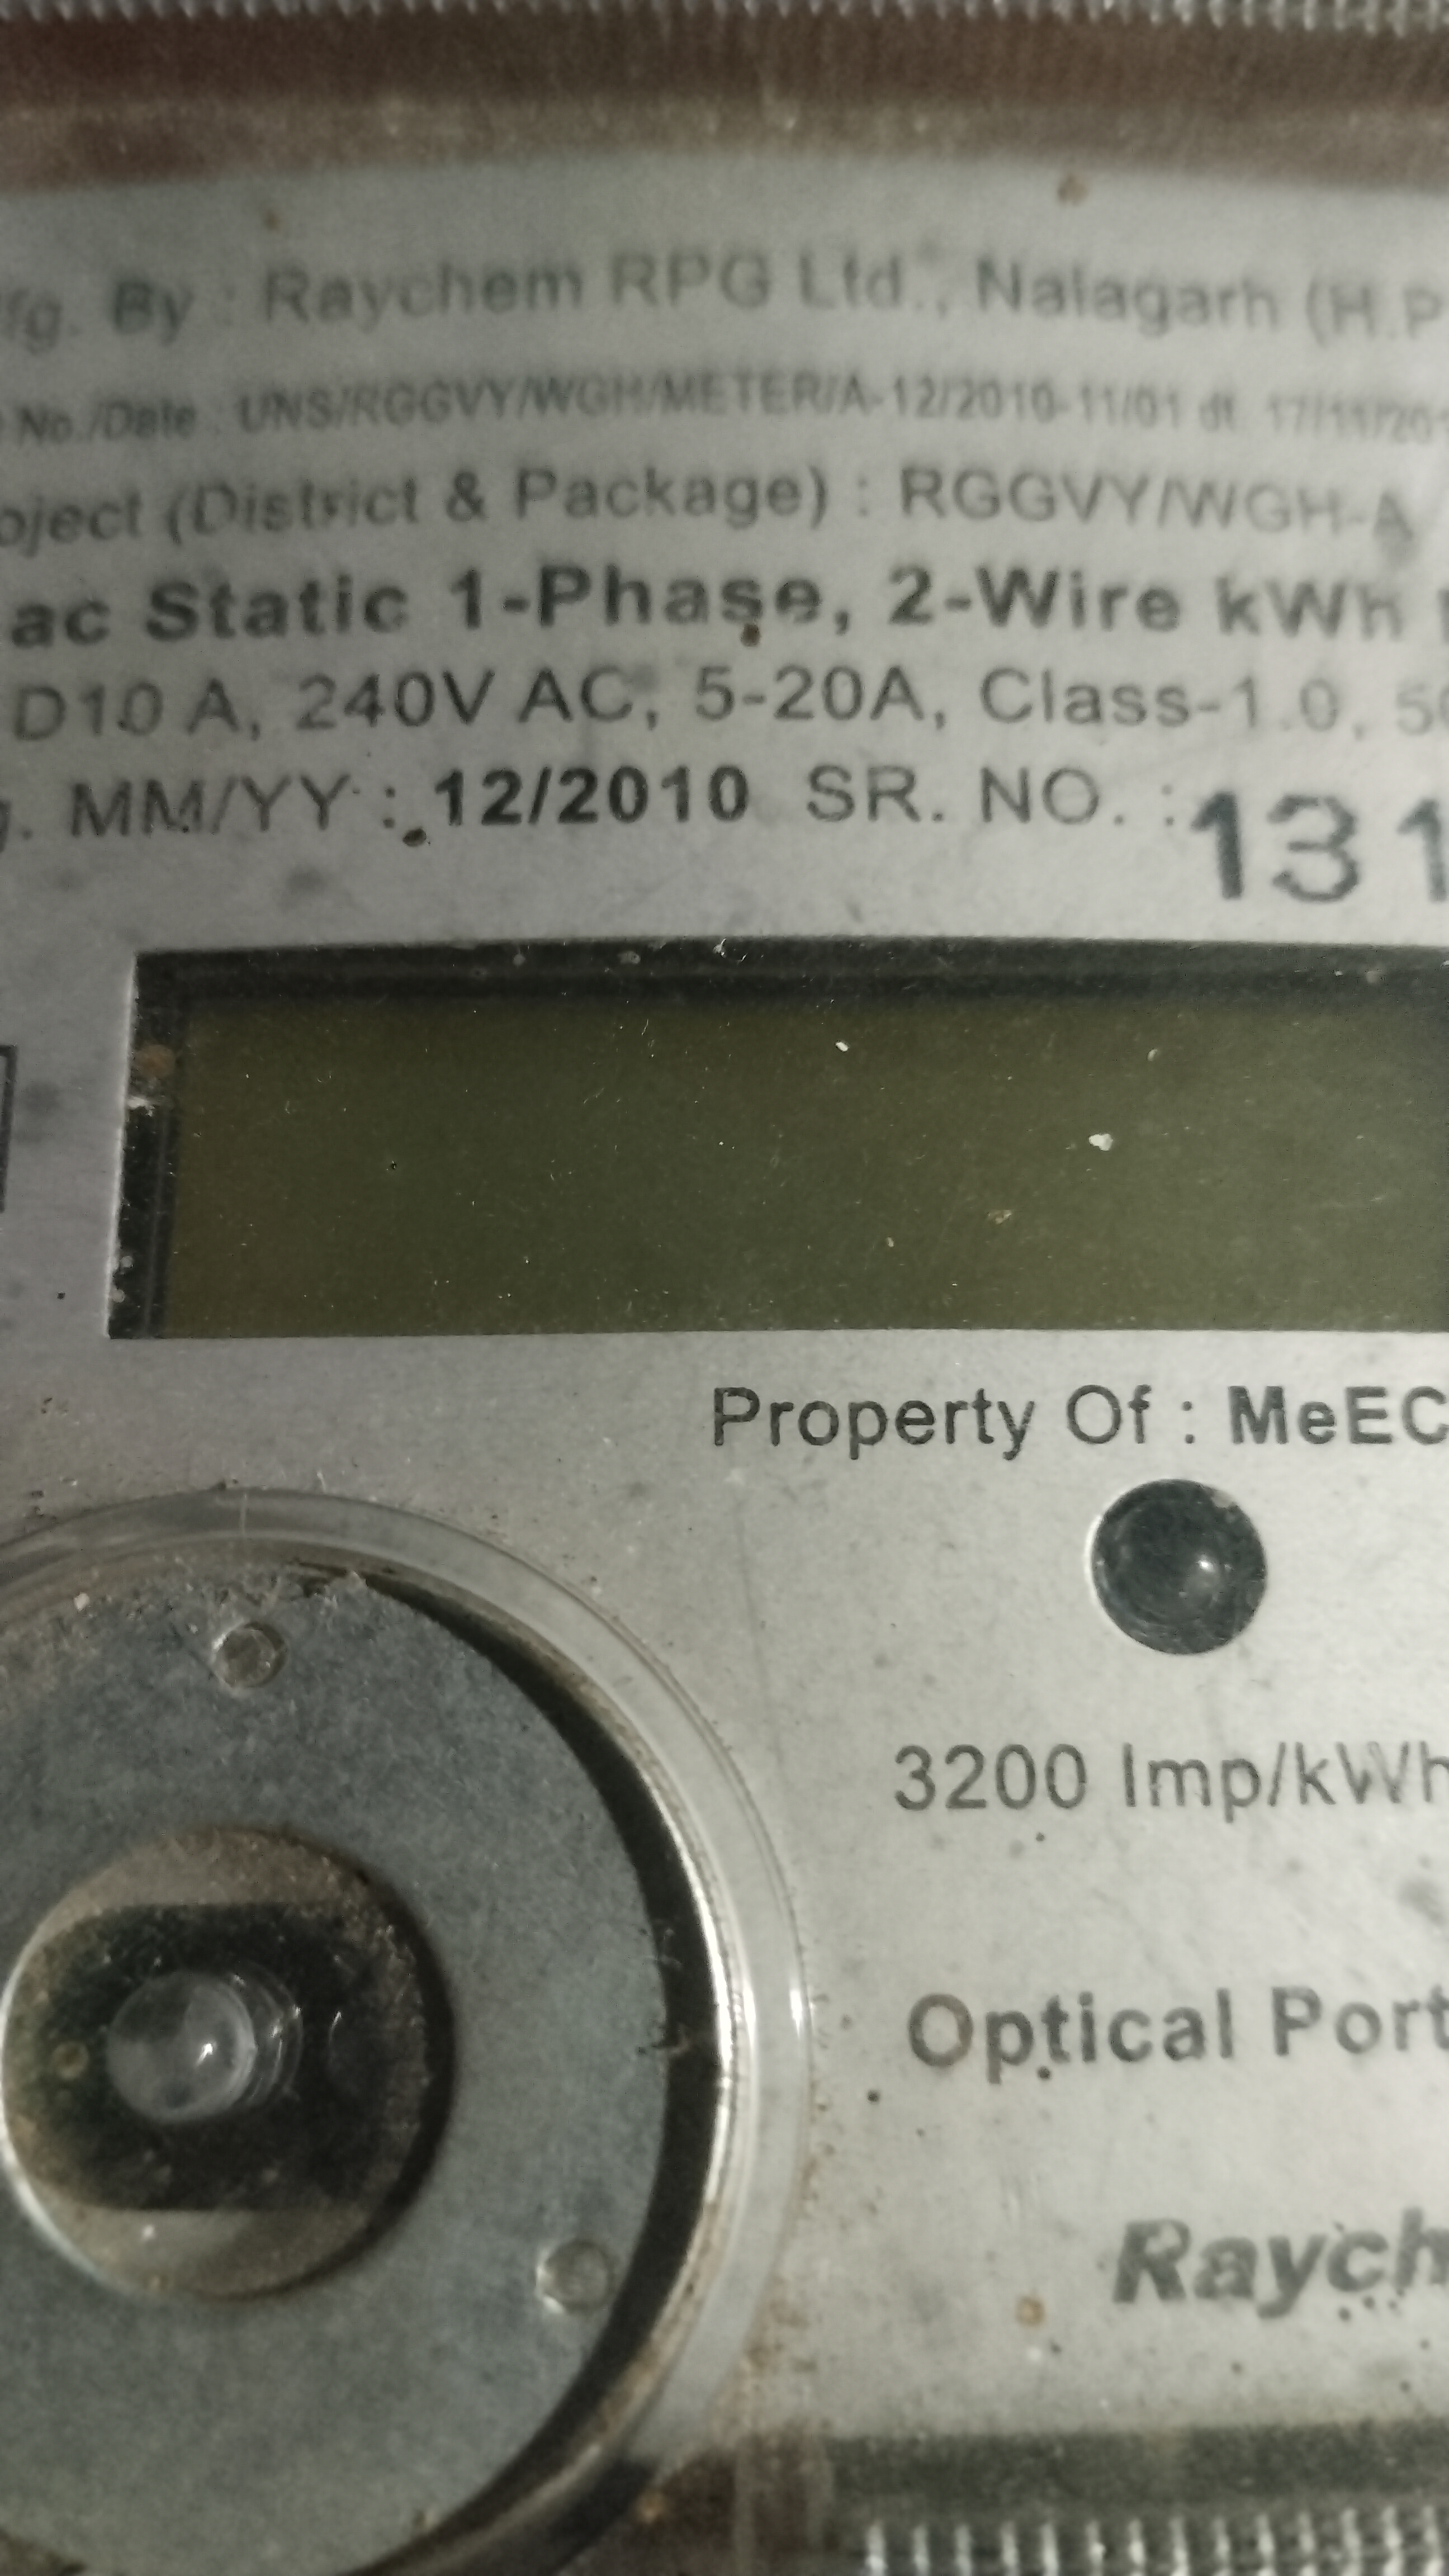 fg. By : Raychem RPG Ltd., Nalagarh (H.P
No./Date : UNS/RGGVY/WGH/METER/A-12/2010-11/01 dt. 17/11/201
oject (District & Package) : RGGVY/WGH-A
ac Static 1-Phase, 2-Wire kWh
D10 A, 240V AC, 5-20A, Class-1.0, 50
g. MM/YY : 12/2010 SR. NO. : 131
Property Of : MeEC
3200 Imp/kWh
Optical Port
Raych